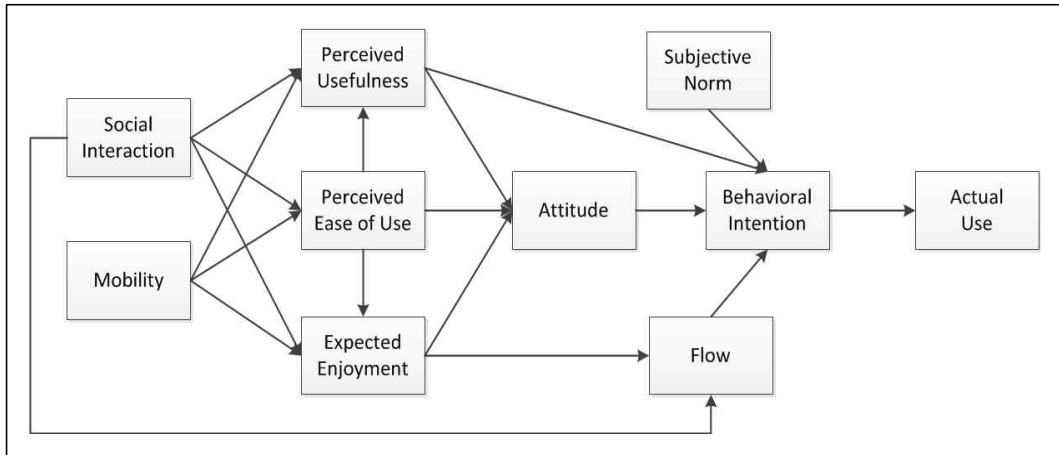 Perceived
Usefulness
Subjective
Norm
Social
Interaction
Perceived
Ease of Use
Attitude
Behavioral
Intention
Actual
Use
Mobility
Expected
Enjoyment
Flow